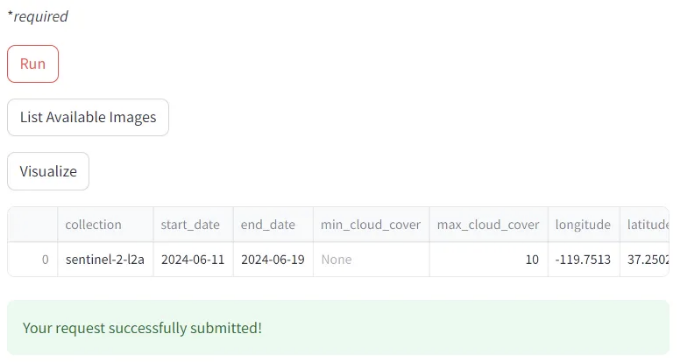 *required
Run
List Available Images
Visualize
collection start_date end_date min_cloud_cover max_cloud_cover longitude latitude
0 sentinel-2-l2a 2024-06-11 2024-06-19 None 10 -119.7513 37.2502
Your request successfully submitted!